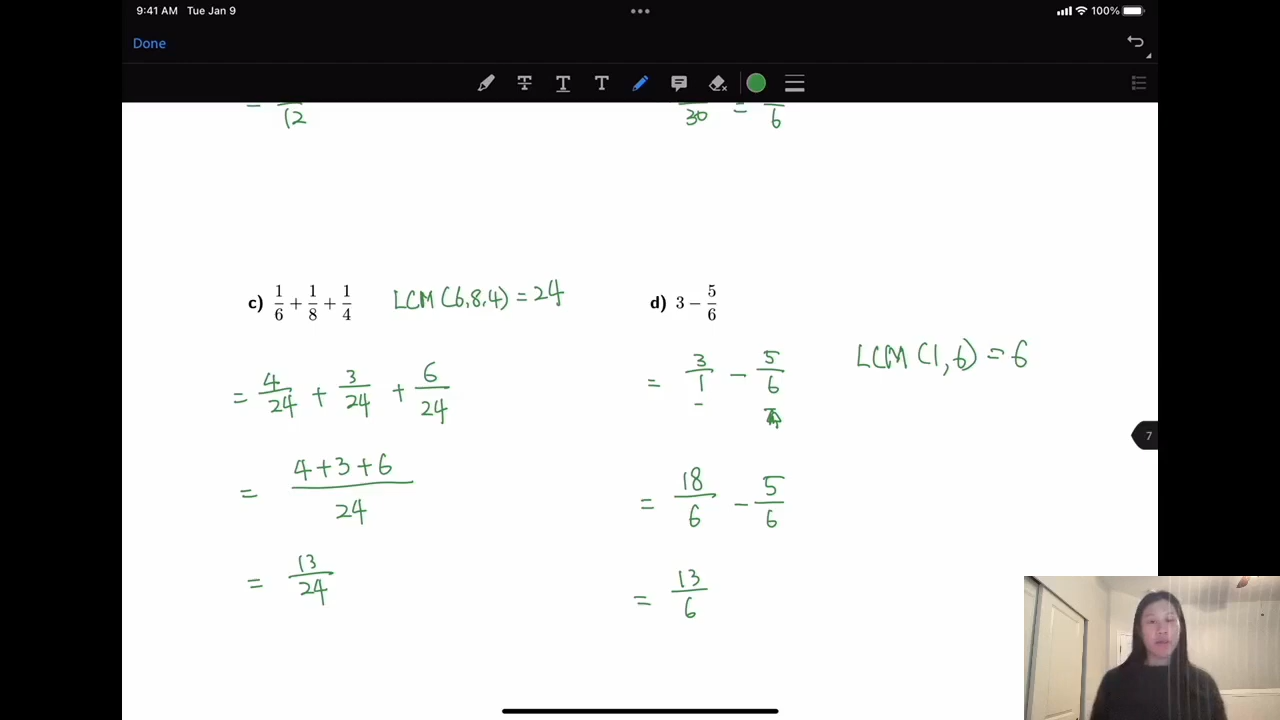 9:41 AM Tue Jan 9
100%
Done
T T T
= — = —
12 30 6
c) 1/6 + 1/8 + 1/4
LCM (6,8,4) = 24
= 4/24 + 3/24 + 6/24
= (4+3+6)/24
= 13/24
d) 3 − 5/6
= 3/1 − 5/6
LCM (1,6) = 6
= 18/6 − 5/6
= 13/6
7